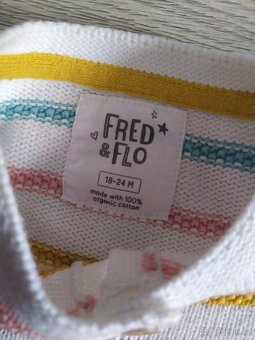 FRED
& FLO
18-24 M
made with 100%
organic cotton